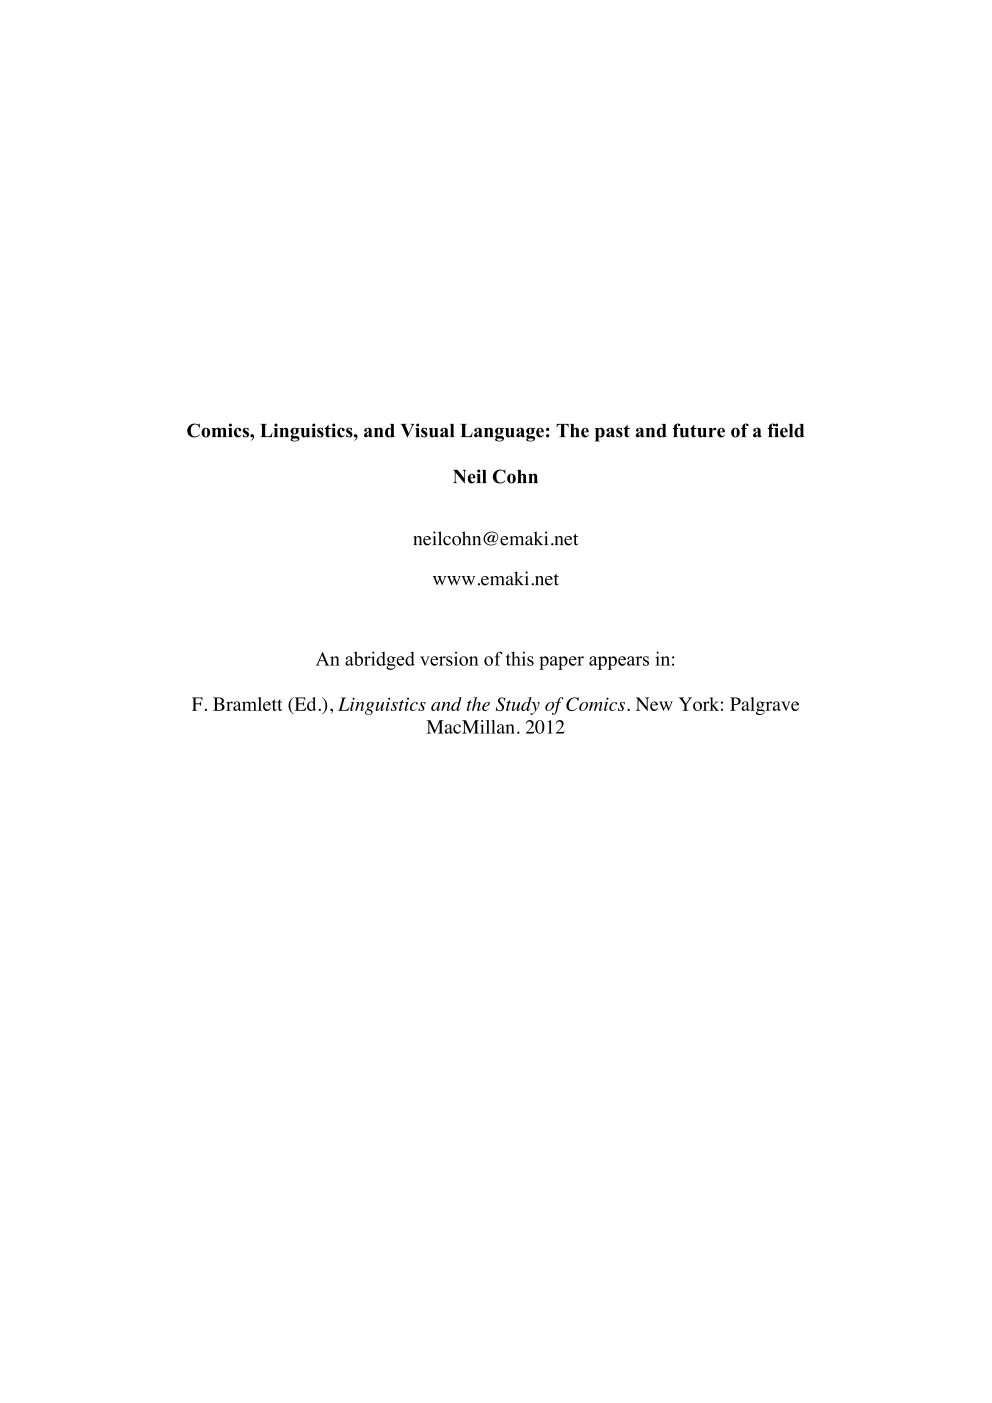 Comics, Linguistics, and Visual Language: The past and future of a field
Neil Cohn
neilcohn@emaki.net
www.emaki.net
An abridged version of this paper appears in:
F. Bramlett (Ed.), Linguistics and the Study of Comics. New York: Palgrave
MacMillan. 2012